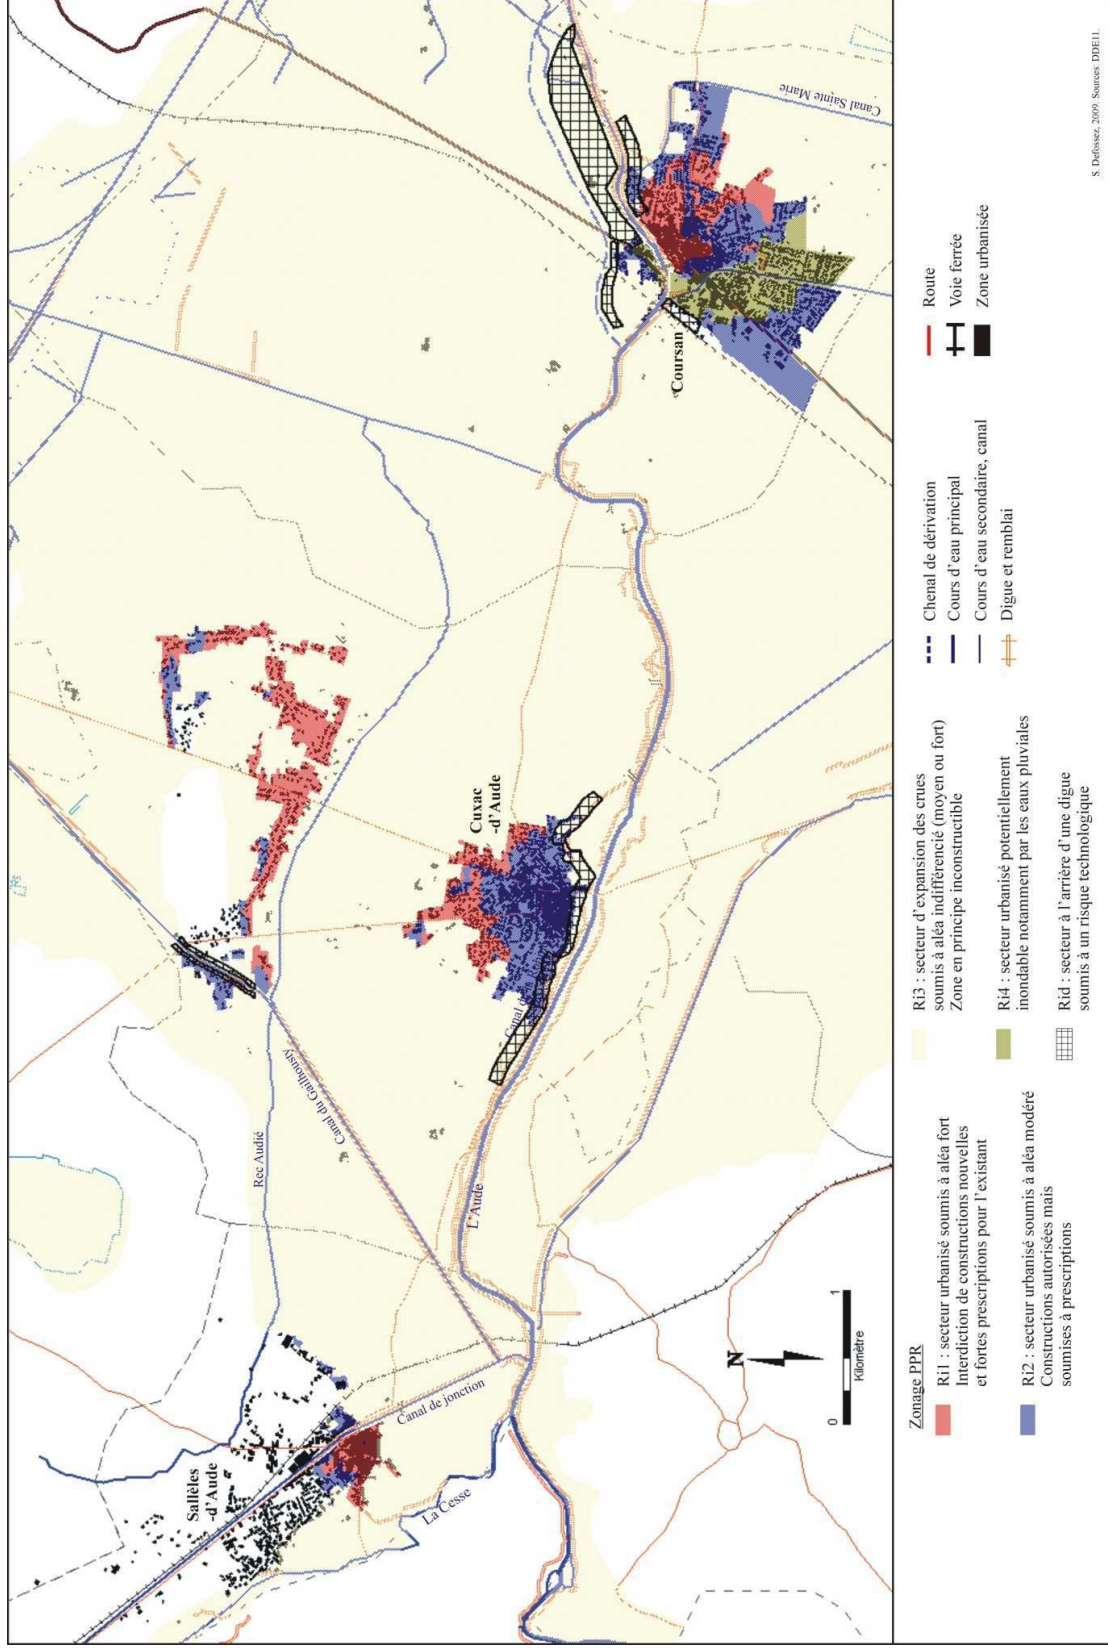 Sallèles
-d'Aude
La Cesse
Canal de jonction
Rec Audié
Canal du Gailhousty
L'Aude
Canal
Cuxac
-d'Aude
Coursan
Canal Sainte Marie
N
0 1
Kilomètre
Zonage PPR
Ri1 : secteur urbanisé soumis à aléa fort
Interdiction de constructions nouvelles
et fortes prescriptions pour l'existant
Ri2 : secteur urbanisé soumis à aléa modéré
Constructions autorisées mais
soumises à prescriptions
Ri3 : secteur d'expansion des crues
soumis à aléa indifférencié (moyen ou fort)
Zone en principe inconstructible
Ri4 : secteur urbanisé potentiellement
inondable notamment par les eaux pluviales
Rid : secteur à l'arrière d'une digue
soumis à un risque technologique
Chenal de dérivation
Cours d'eau principal
Cours d'eau secondaire, canal
Digue et remblai
Route
Voie ferrée
Zone urbanisée
S. Defossez, 2009. Sources: DDE11.